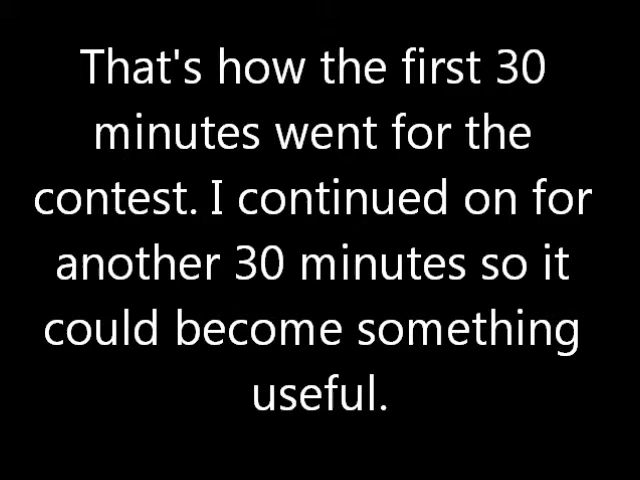 That's how the first 30
minutes went for the
contest. I continued on for
another 30 minutes so it
could become something
useful.